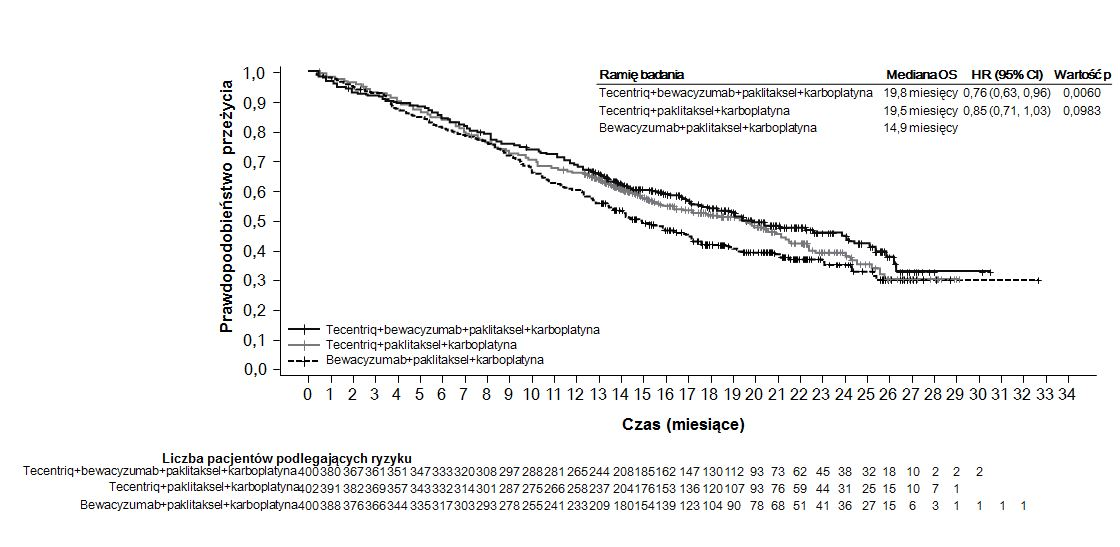 Ramię badania Mediana OS HR (95% CI) Wartość p
Tecentriq+bewacyzumab+paklitaksel+karboplatyna 19,8 miesięcy 0,76 (0,63, 0,96) 0,0060
Tecentriq+paklitaksel+karboplatyna 19,5 miesięcy 0,85 (0,71, 1,03) 0,0983
Bewacyzumab+paklitaksel+karboplatyna 14,9 miesięcy
Prawdopodobieństwo przeżycia
1,0
0,9
0,8
0,7
0,6
0,5
0,4
0,3
0,2
0,1
0,0
Tecentriq+bewacyzumab+paklitaksel+karboplatyna
Tecentriq+paklitaksel+karboplatyna
Bewacyzumab+paklitaksel+karboplatyna
0 1 2 3 4 5 6 7 8 9 10 11 12 13 14 15 16 17 18 19 20 21 22 23 24 25 26 27 28 29 30 31 32 33 34
Czas (miesiące)
Liczba pacjentów podlegających ryzyku
Tecentriq+bewacyzumab+paklitaksel+karboplatyna 400 380 367 361 351 347 333 320 308 297 288 281 265 244 208 185 162 147 130 112 93 73 62 45 38 32 18 10 2 2 2
Tecentriq+paklitaksel+karboplatyna 402 391 382 369 357 343 332 314 301 287 275 266 258 237 204 176 153 136 120 107 93 76 59 44 31 25 15 10 7 1
Bewacyzumab+paklitaksel+karboplatyna 400 388 376 366 344 335 317 303 293 278 255 241 233 209 180 154 139 123 104 90 78 68 51 41 36 27 15 6 3 1 1 1 1